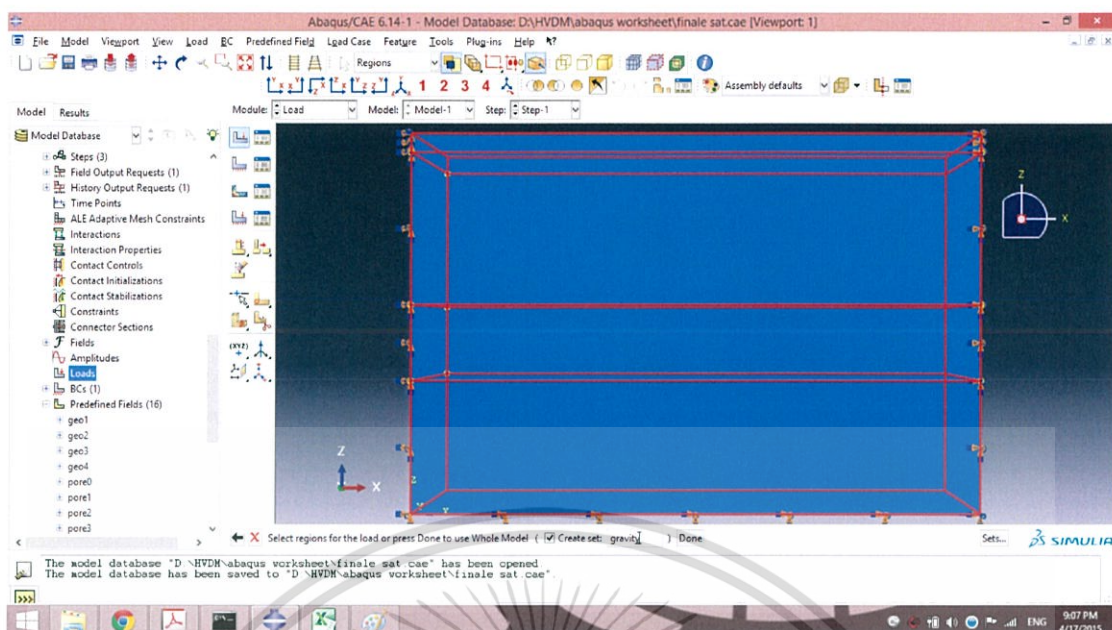 Abaqus/CAE 6.14-1 - Model Database: D:\HVDM\abaqus worksheet\finale sat.cae [Viewport: 1]
File Model Viewport View Load BC Predefined Field Load Case Feature Tools Plug-ins Help
Regions
1 2 3 4 Assembly defaults
Model Results Module: Load Model: Model-1 Step: Step-1
Model Database
Steps (3)
Field Output Requests (1)
History Output Requests (1)
Time Points
ALE Adaptive Mesh Constraints
Interactions
Interaction Properties
Contact Controls
Contact Initializations
Contact Stabilizations
Constraints
Connector Sections
Fields
Amplitudes
Loads
BCs (1)
Predefined Fields (16)
geo1
geo2
geo3
geo4
pore0
pore1
pore2
pore3
(XYZ)
Z
X
Z
X
Z
Y
Select regions for the load or press Done to use Whole Model ( Create set: gravity ) Done Sets...
SIMULIA
The model database "D:\HVDM\abaqus worksheet\finale sat.cae" has been opened.
The model database has been saved to "D:\HVDM\abaqus worksheet\finale sat.cae".
>>>
ENG 9:07 PM
4/17/2015